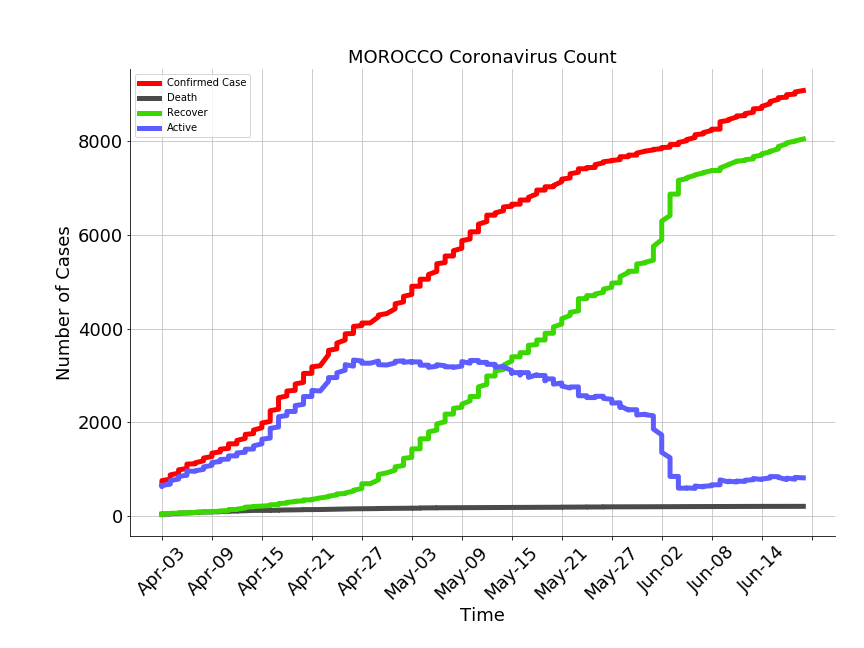 MOROCCO Coronavirus Count
Confirmed Case
Death
Recover
Active
Number of Cases
8000
6000
4000
2000
0
Apr-03
Apr-09
Apr-15
Apr-21
Apr-27
May-03
May-09
May-15
May-21
May-27
Jun-02
Jun-08
Jun-14
Time